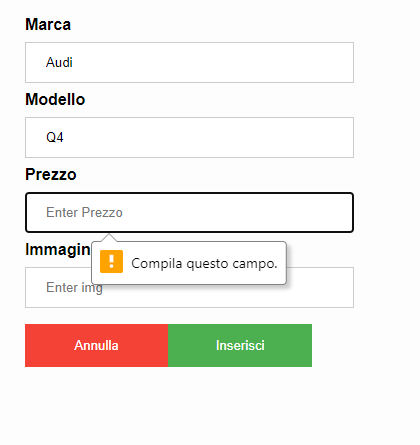 Marca
Audi
Modello
Q4
Prezzo
Enter Prezzo
Immagin
Compila questo campo.
Enter img
Annulla Inserisci